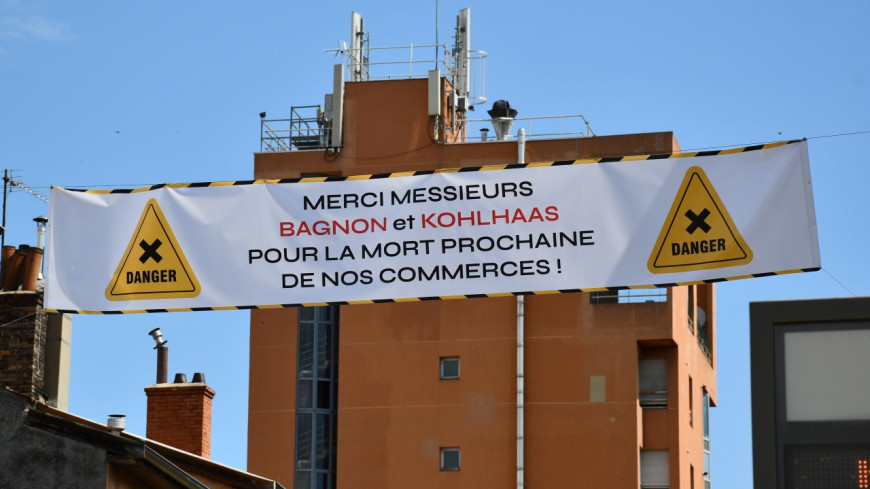 MERCI MESSIEURS
BAGNON et KOHLHAAS
POUR LA MORT PROCHAINE
DE NOS COMMERCES !
DANGER
DANGER